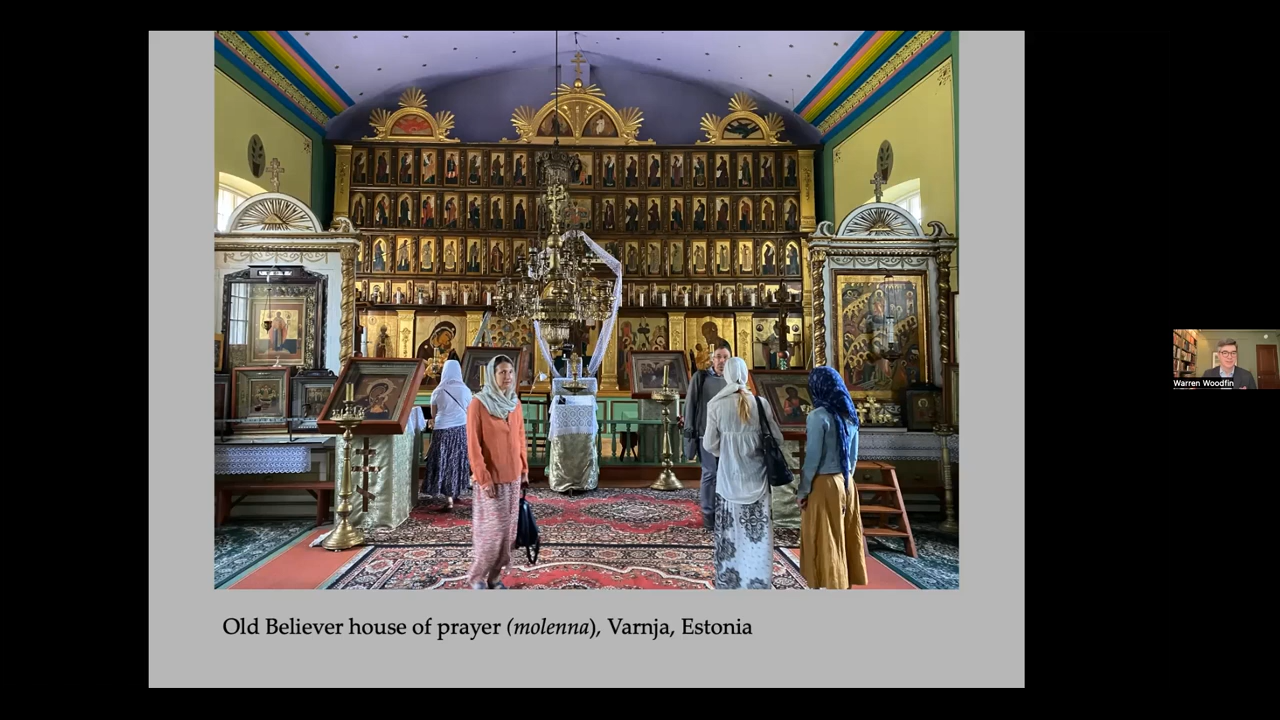 Old Believer house of prayer (molenna), Varnja, Estonia
Warren Woodfin